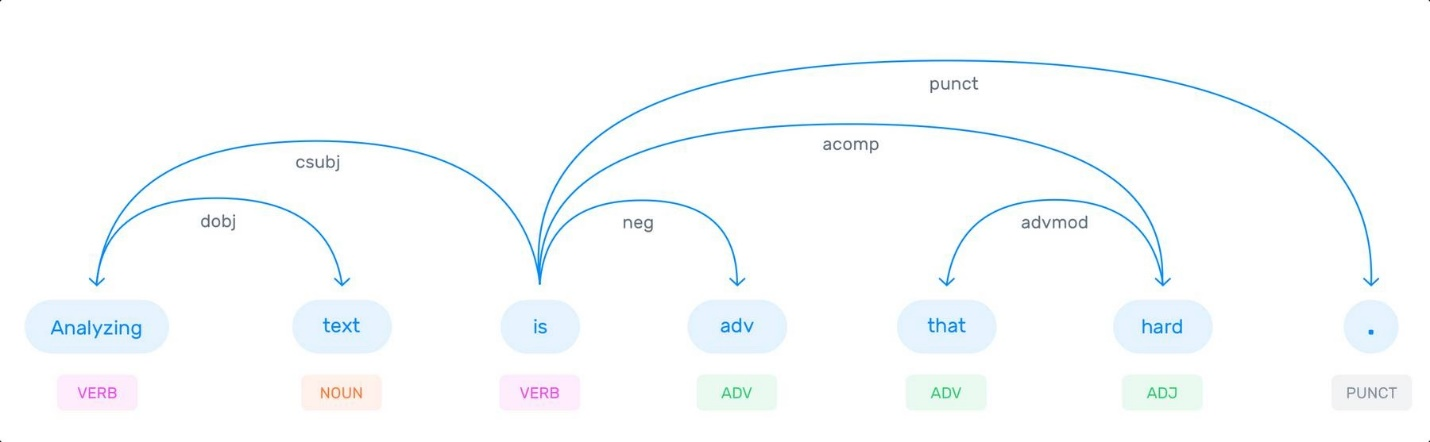 punct
acomp
csubj
dobj
neg
advmod
Analyzing text is adv that hard .
VERB NOUN VERB ADV ADV ADJ PUNCT